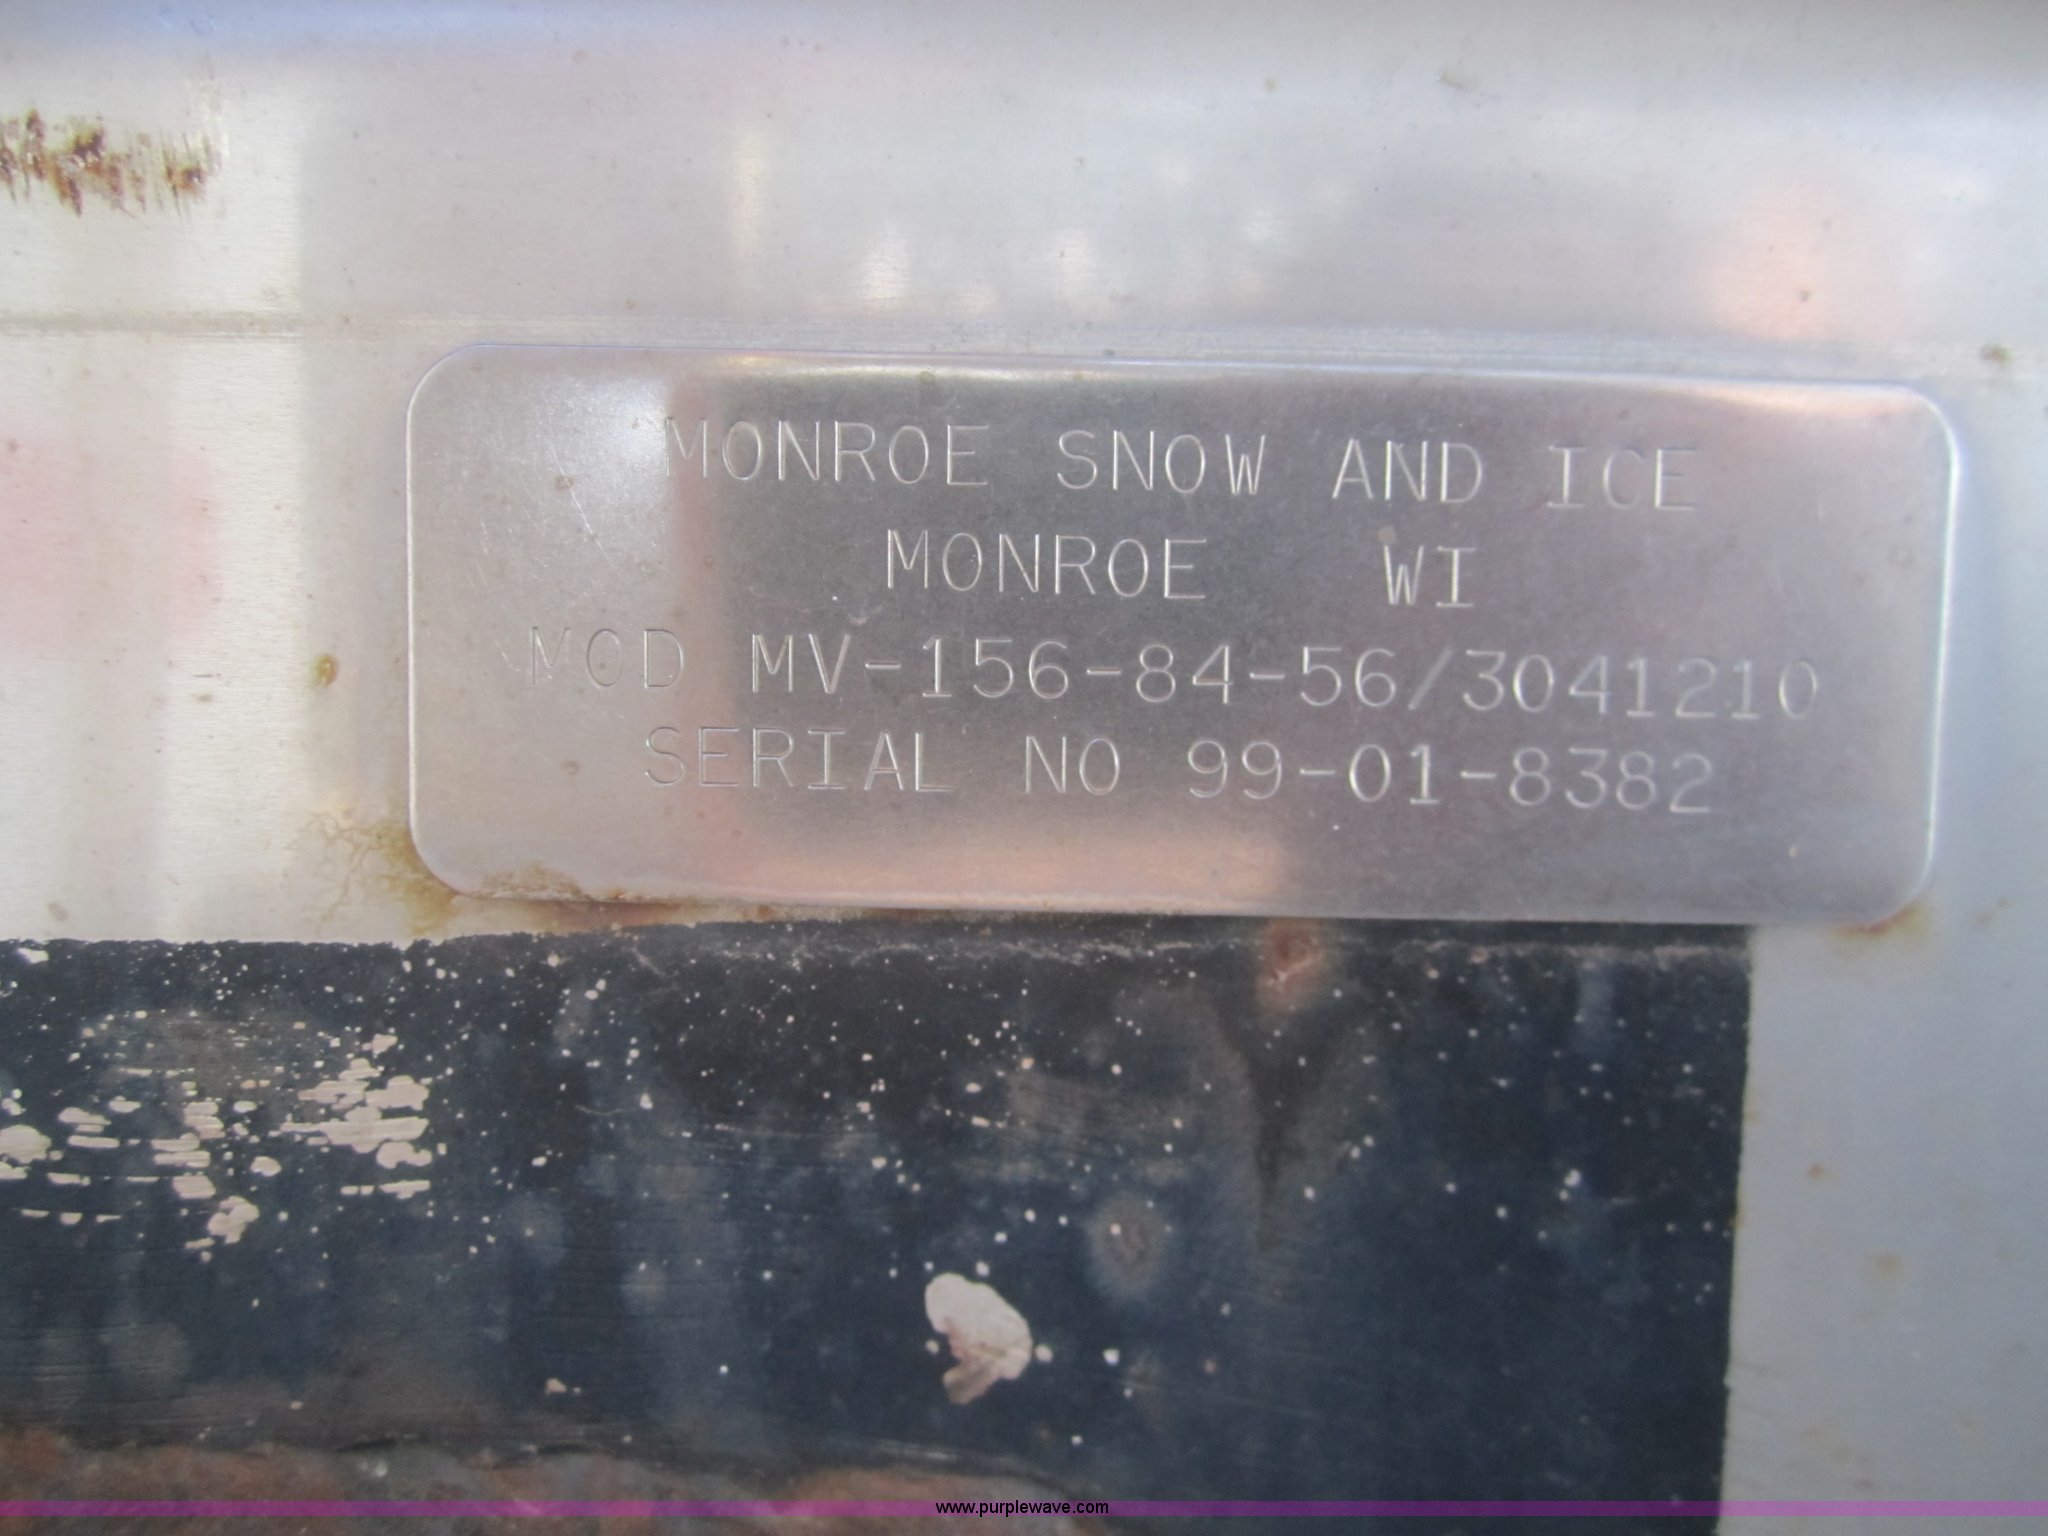 MONROE SNOW AND ICE
MONROE WI
MOD MV-156-84-56/3041210
SERIAL NO 99-01-8382
www.purplewave.com